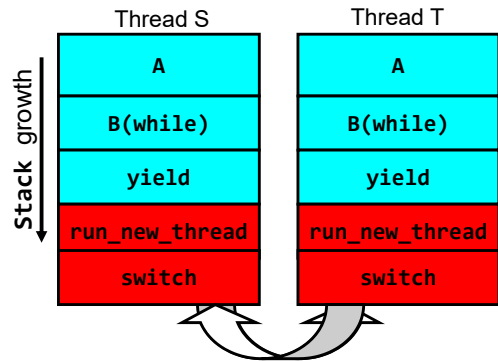 Thread S
Thread T
Stack growth
A
B(while)
yield
run_new_thread
switch
A
B(while)
yield
run_new_thread
switch